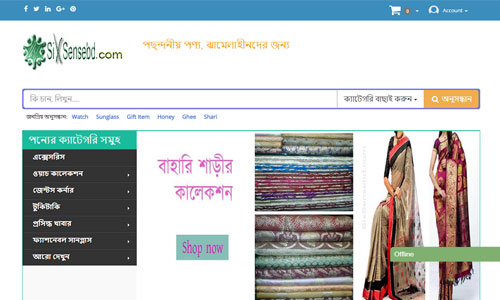 Account
SiXSensebd.com
পছন্দনীয় পণ্য, ঝামেলাহীনদের জন্য
0
কি চান, লিখুন....
ক্যাটেগরি বাছাই করুন
অনুসন্ধান
জনপ্রিয় অনুসন্ধান: Watch Sunglass Gift Item Honey Ghee Shari
পন্যের ক্যাটেগরি সমুহ
এক্সেসরিস
ওয়াচ কালেকশন
জেন্টস কর্নার
টুকিটাকি
প্রসিদ্ধ খাবার
ফ্যাশনেবল সানগ্লাস
আরো দেখুন
বাহারি শাড়ীর
কালেকশন
Shop now
Offline